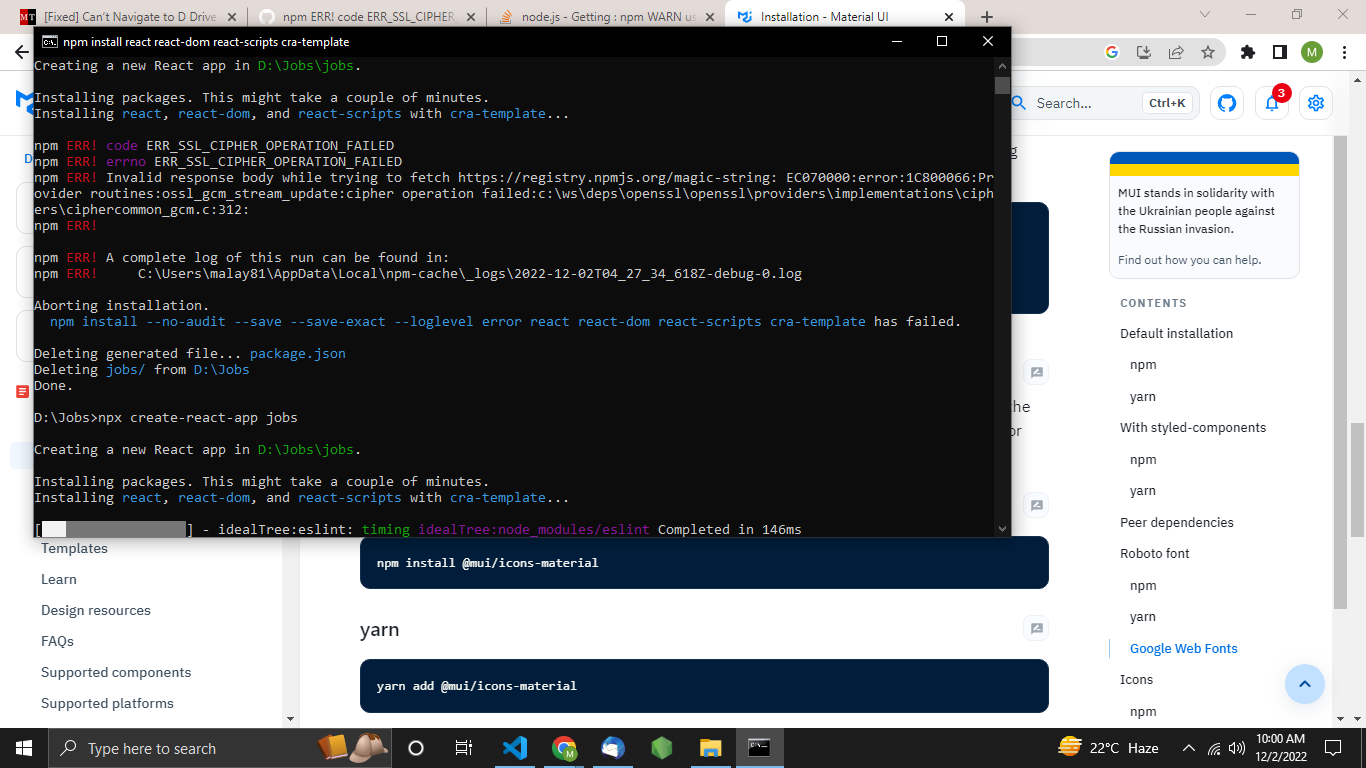 [Fixed] Can't Navigate to D Drive
npm ERR! code ERR_SSL_CIPHER_
node.js - Getting : npm WARN us
Installation - Material UI
npm install react react-dom react-scripts cra-template
Creating a new React app in D:\Jobs\jobs.
Installing packages. This might take a couple of minutes.
Installing react, react-dom, and react-scripts with cra-template...
npm ERR! code ERR_SSL_CIPHER_OPERATION_FAILED
npm ERR! errno ERR_SSL_CIPHER_OPERATION_FAILED
npm ERR! Invalid response body while trying to fetch https://registry.npmjs.org/magic-string: EC070000:error:1C800066:Pr
ovider routines:ossl_gcm_stream_update:cipher operation failed:c:\ws\deps\openssl\openssl\providers\implementations\ciph
ers\ciphercommon_gcm.c:312:
npm ERR!
npm ERR! A complete log of this run can be found in:
npm ERR!     C:\Users\malay81\AppData\Local\npm-cache\_logs\2022-12-02T04_27_34_618Z-debug-0.log
Aborting installation.
npm install --no-audit --save --save-exact --loglevel error react react-dom react-scripts cra-template has failed.
Deleting generated file... package.json
Deleting jobs/ from D:\Jobs
Done.
D:\Jobs>npx create-react-app jobs
Creating a new React app in D:\Jobs\jobs.
Installing packages. This might take a couple of minutes.
Installing react, react-dom, and react-scripts with cra-template...
[ ] - idealTree:eslint: timing idealTree:node_modules/eslint Completed in 146ms
M
Search...
Ctrl+K
3
MUI stands in solidarity with
the Ukrainian people against
the Russian invasion.
Find out how you can help.
CONTENTS
Default installation
npm
yarn
With styled-components
npm
yarn
Peer dependencies
Roboto font
npm
yarn
Google Web Fonts
Icons
npm
Templates
Learn
Design resources
FAQs
Supported components
Supported platforms
npm install @mui/icons-material
yarn
yarn add @mui/icons-material
Type here to search
22°C Haze
10:00 AM
12/2/2022